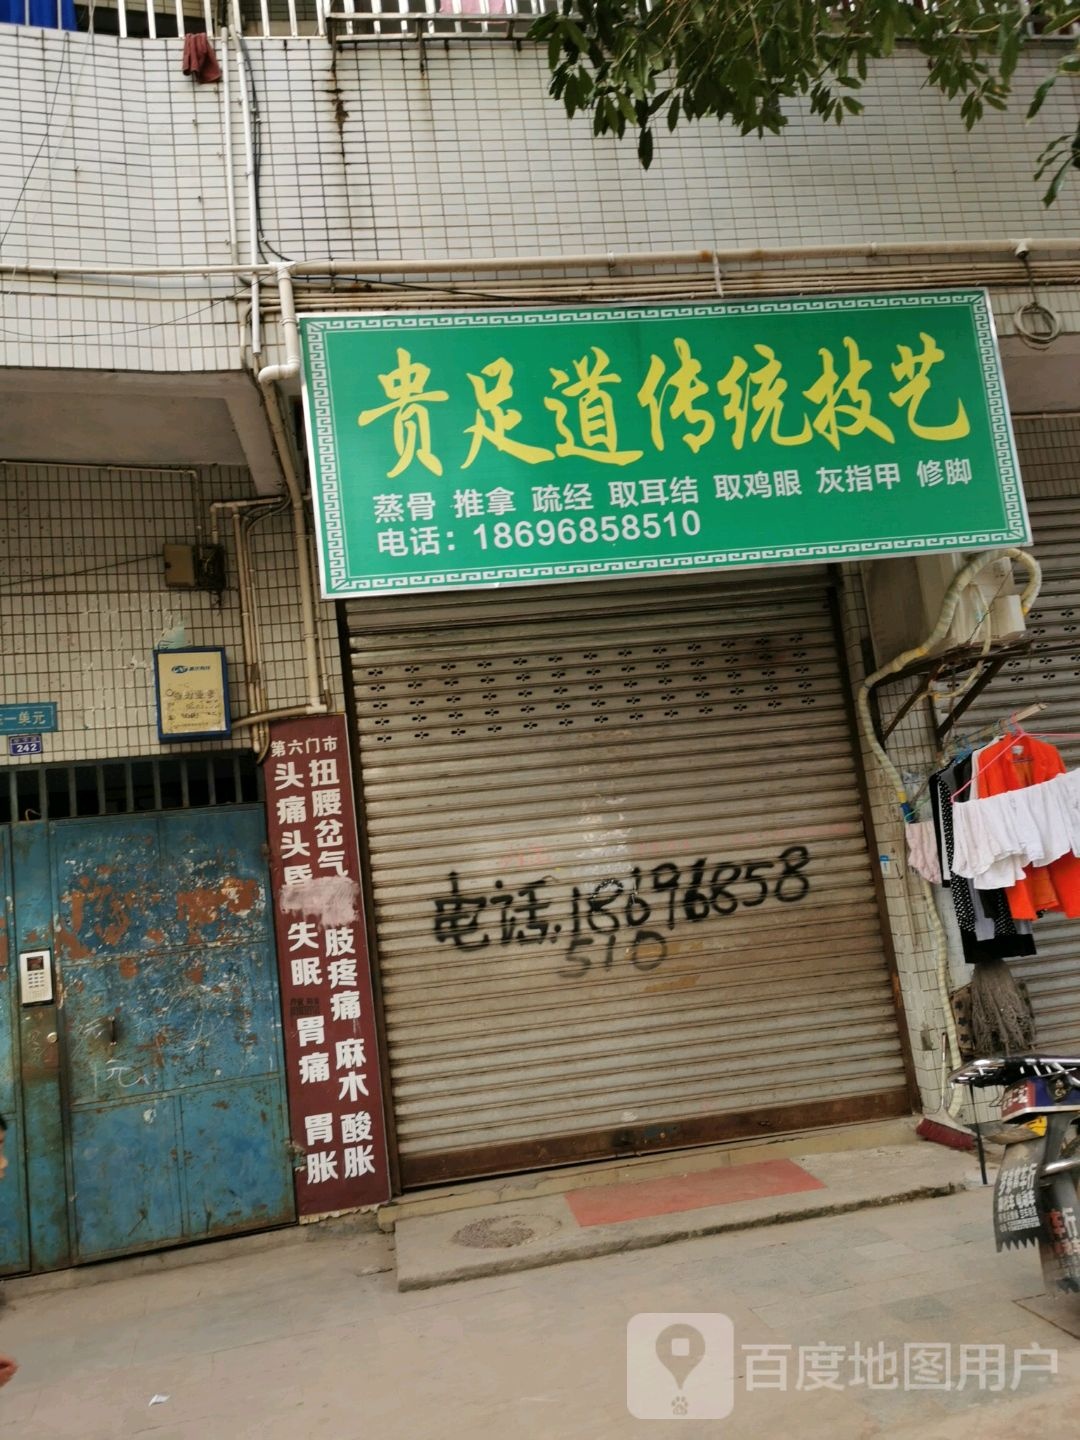 贵足道传统技艺
蒸骨 推拿 疏经 取耳结 取鸡眼 灰指甲 修脚
电话：18696858510
一单元
242
第六门市
扭腰岔气
肢疼痛 麻木 酸胀
头痛头昏
失眠 胃痛 胃胀
电话.18696858
510
百度地图用户